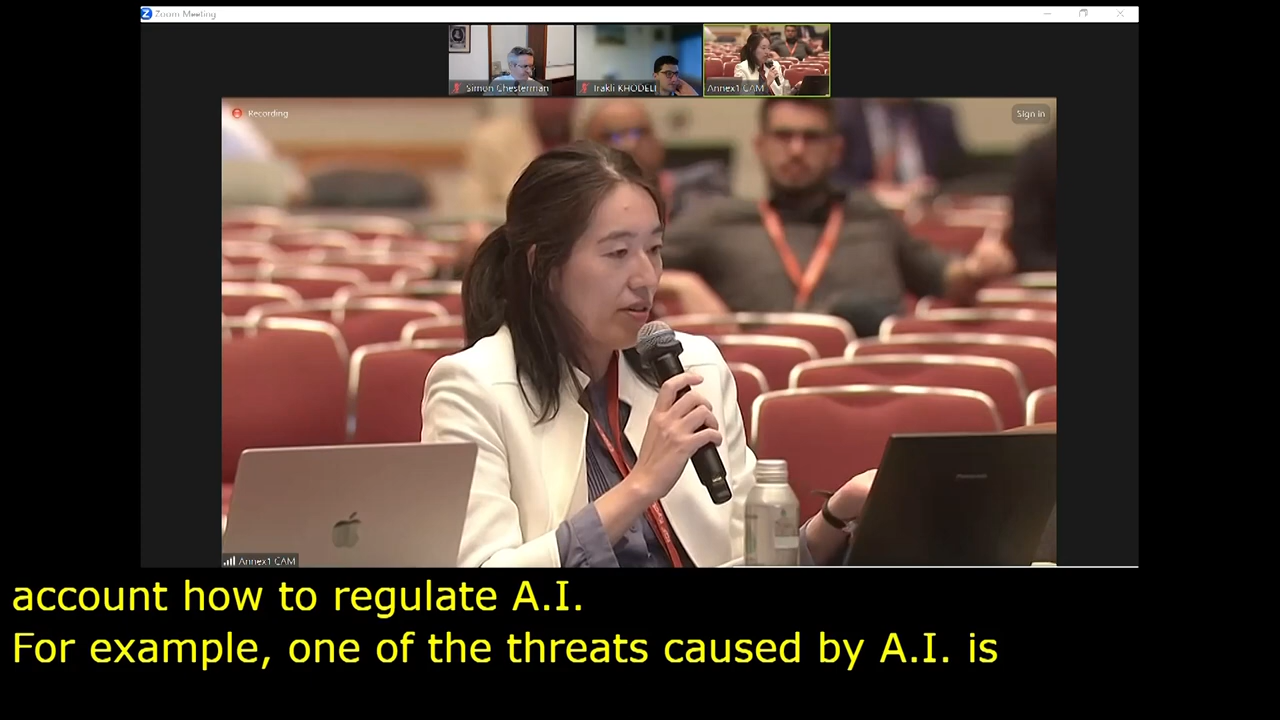 Zoom Meeting
Simon Chesterman
Irakli KHODELI
Annex1 CAM
Recording
Sign in
Annex1 CAM
account how to regulate A.I.
For example, one of the threats caused by A.I. is